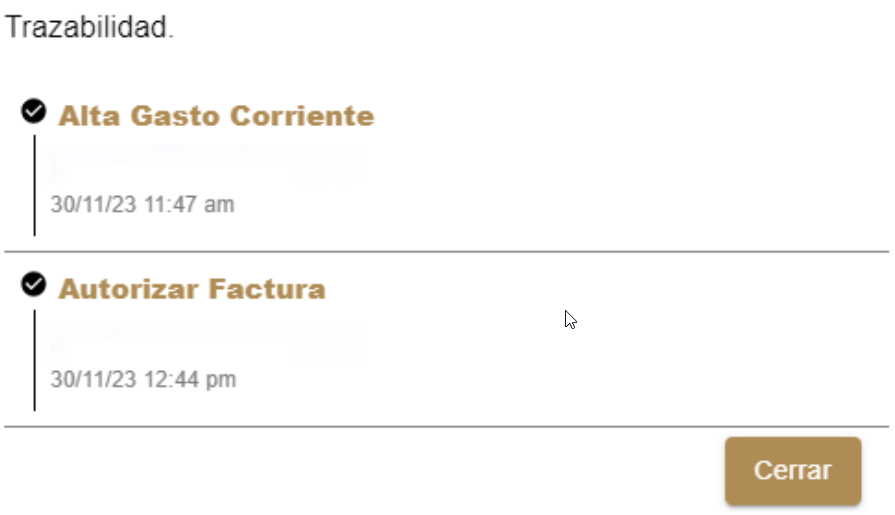 Trazabilidad.
Alta Gasto Corriente
30/11/23 11:47 am
Autorizar Factura
30/11/23 12:44 pm
Cerrar